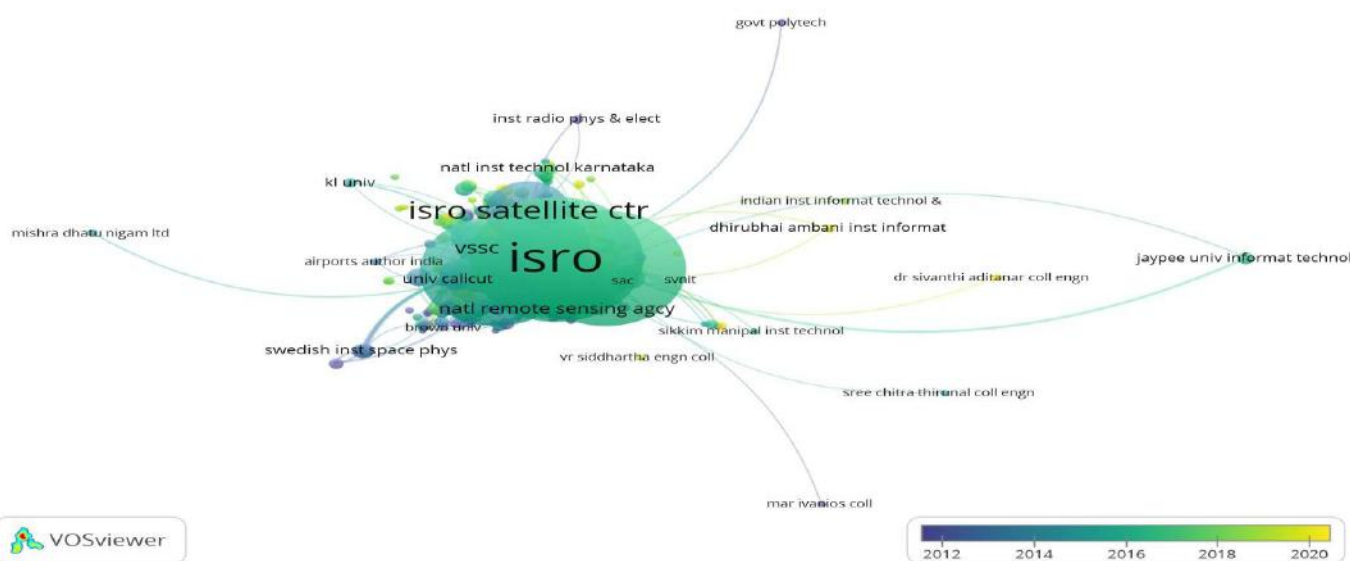 govt polytech
inst radio phys & elect
natl inst technol karnataka
kl univ
indian inst informat technol &
isro satellite ctr
dhirubhai ambani inst informat
mishra dhatu nigam ltd
vssc
isro
airports author india
jaypee univ informat technol
univ calicut
sac
svnit
dr sivanthi aditanar coll engn
natl remote sensing agcy
brown univ
sikkim manipal inst technol
swedish inst space phys
vr siddhartha engn coll
sree chitra thirunal coll engn
mar ivanios coll
VOSviewer
2012 2014 2016 2018 2020